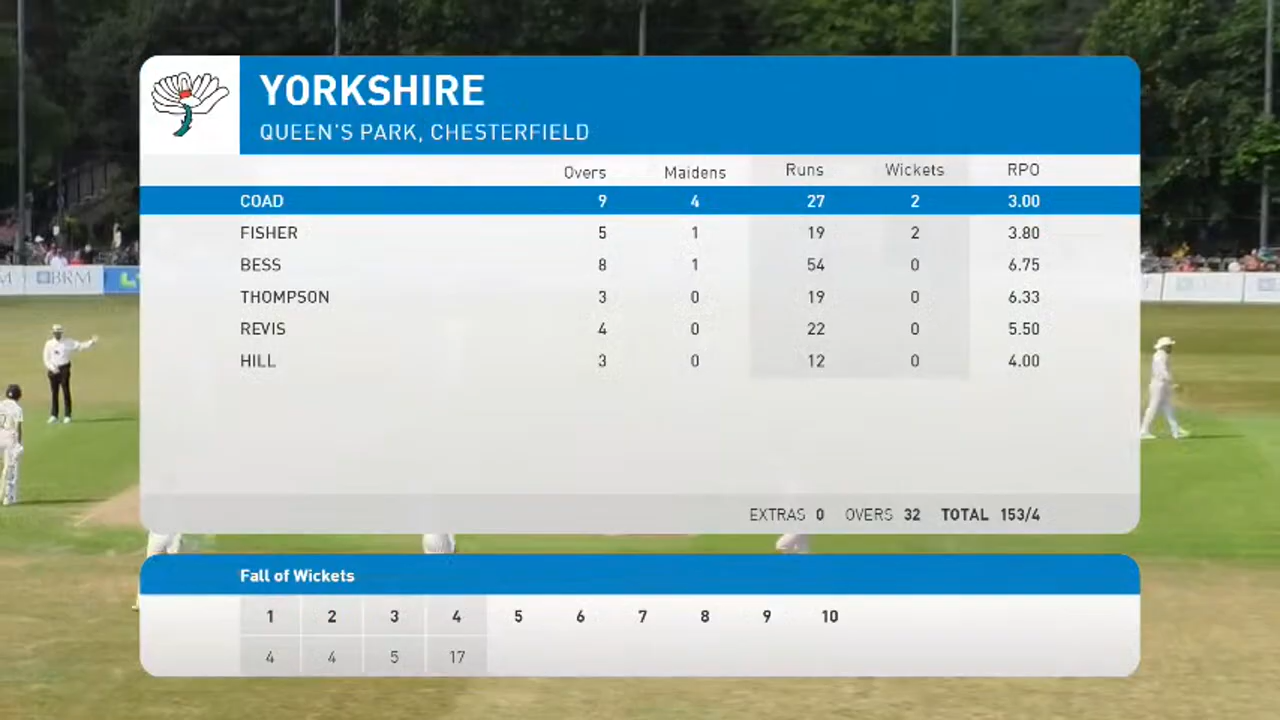 YORKSHIRE
QUEEN'S PARK, CHESTERFIELD
Overs Maidens Runs Wickets RPO
COAD 9 4 27 2 3.00
FISHER 5 1 19 2 3.80
BESS 8 1 54 0 6.75
THOMPSON 3 0 19 0 6.33
REVIS 4 0 22 0 5.50
HILL 3 0 12 0 4.00
EXTRAS 0 OVERS 32 TOTAL 153/4
Fall of Wickets
1 2 3 4 5 6 7 8 9 10
4 4 5 17
BRM